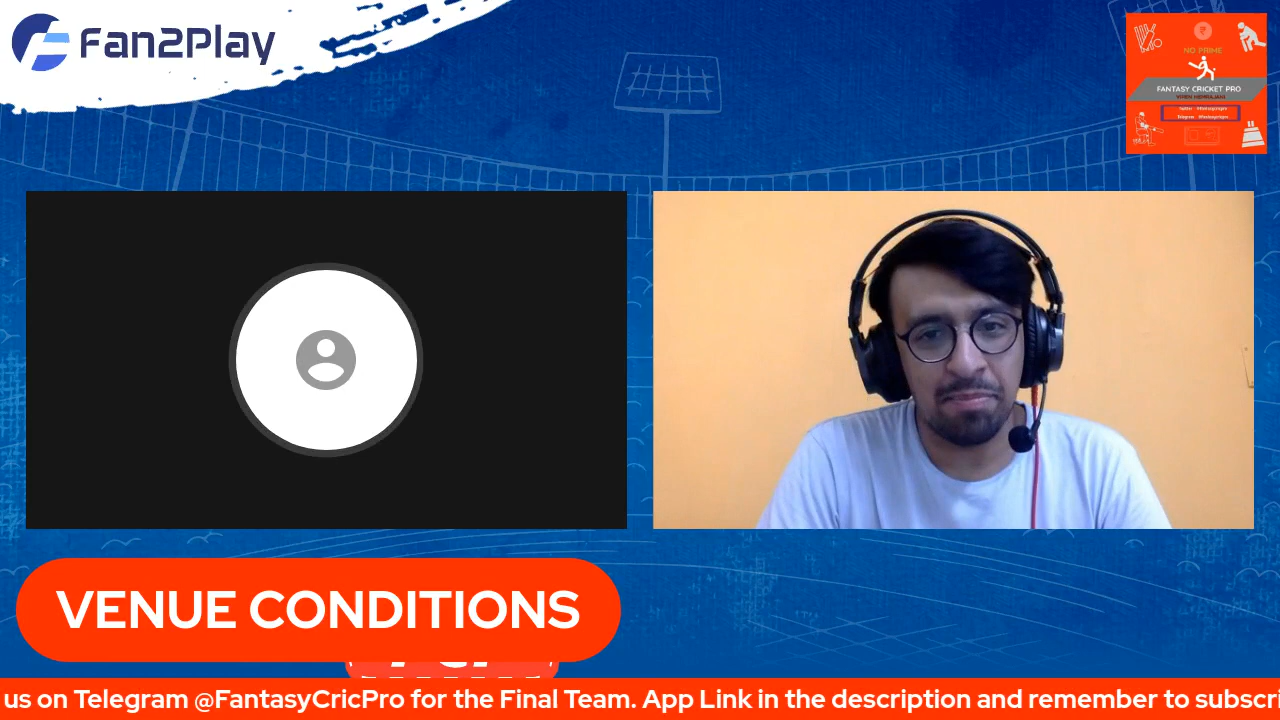 Fan2Play
NO PRIME
FANTASY CRICKET PRO
VENUE CONDITIONS
us on Telegram @FantasyCricPro for the Final Team. App Link in the description and remember to subscri